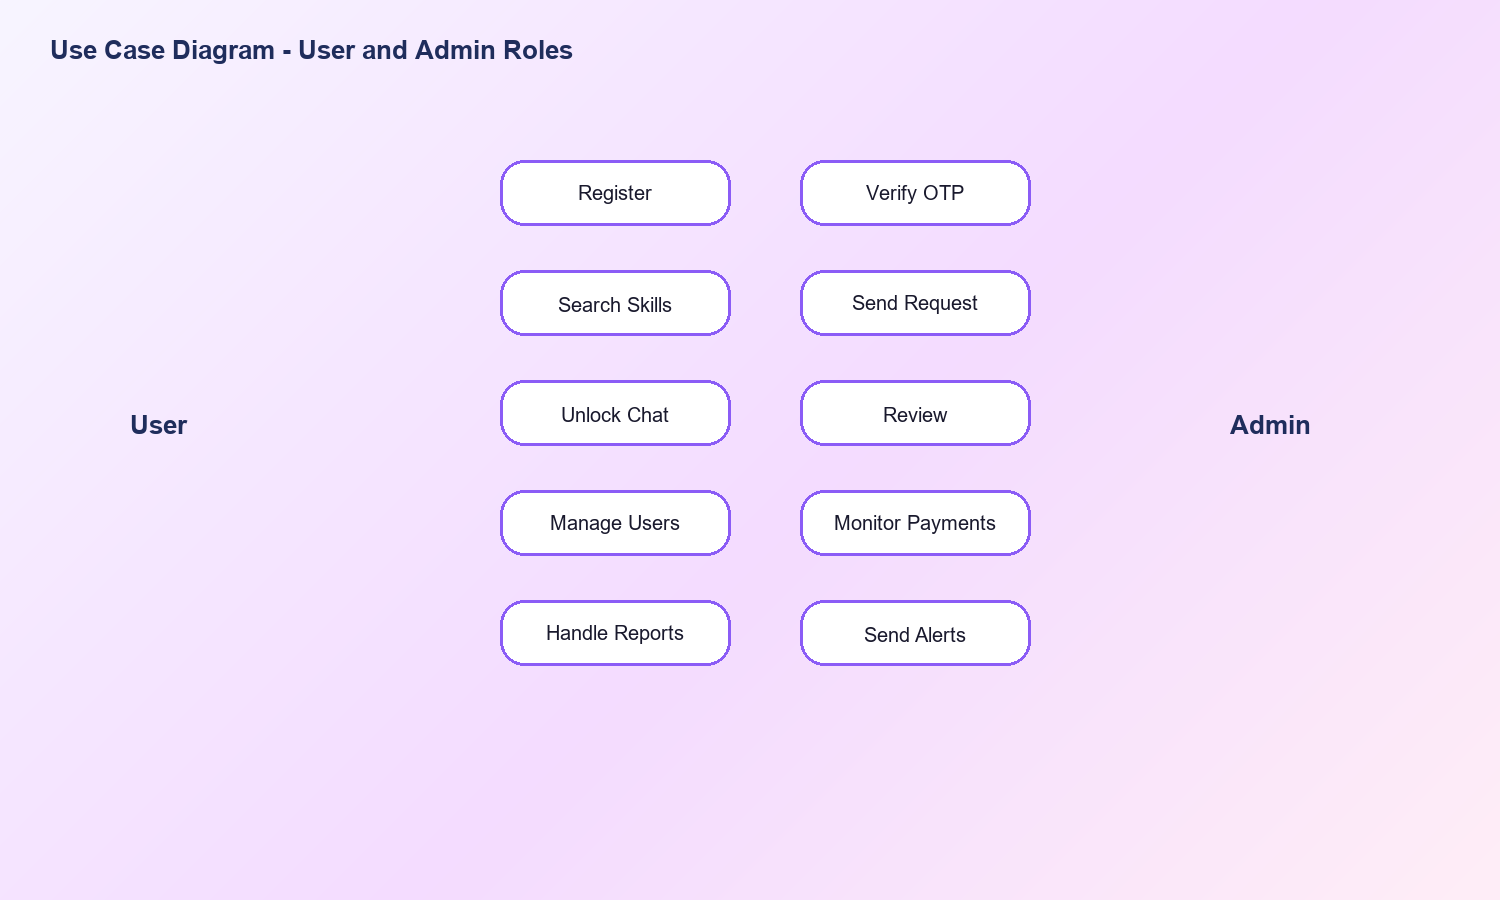 Use Case Diagram - User and Admin Roles
Register
Verify OTP
Search Skills
Send Request
Unlock Chat
Review
User
Admin
Manage Users
Monitor Payments
Handle Reports
Send Alerts